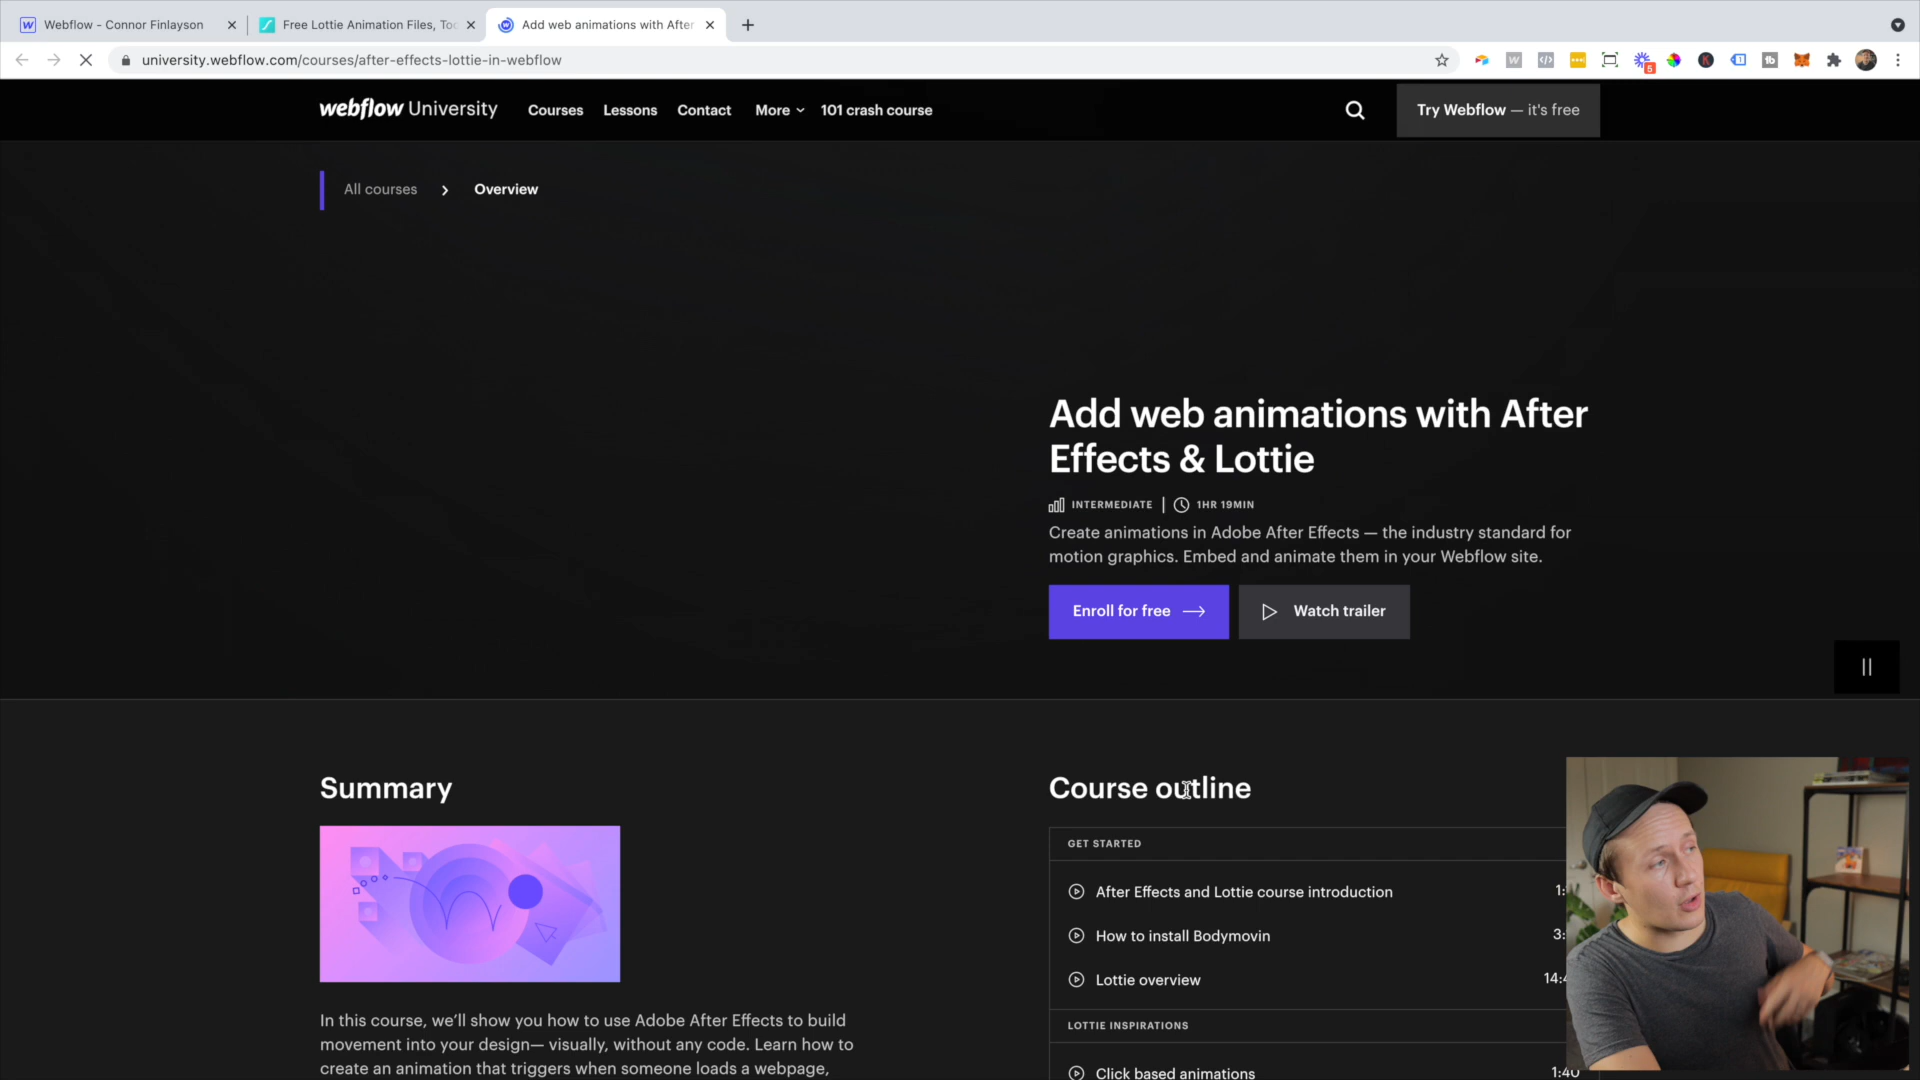 Webflow - Connor Finlayson
Free Lottie Animation Files, Too
Add web animations with After
university.webflow.com/courses/after-effects-lottie-in-webflow
5
webflow University
Courses
Lessons
Contact
More
101 crash course
Try Webflow — it's free
All courses
Overview
Add web animations with After
Effects & Lottie
INTERMEDIATE
1HR 19MIN
Create animations in Adobe After Effects — the industry standard for
motion graphics. Embed and animate them in your Webflow site.
Enroll for free
Watch trailer
Summary
Course outline
GET STARTED
After Effects and Lottie course introduction
1:
How to install Bodymovin
3:
Lottie overview
14:4
LOTTIE INSPIRATIONS
Click based animations
1:40
In this course, we'll show you how to use Adobe After Effects to build
movement into your design— visually, without any code. Learn how to
create an animation that triggers when someone loads a webpage,